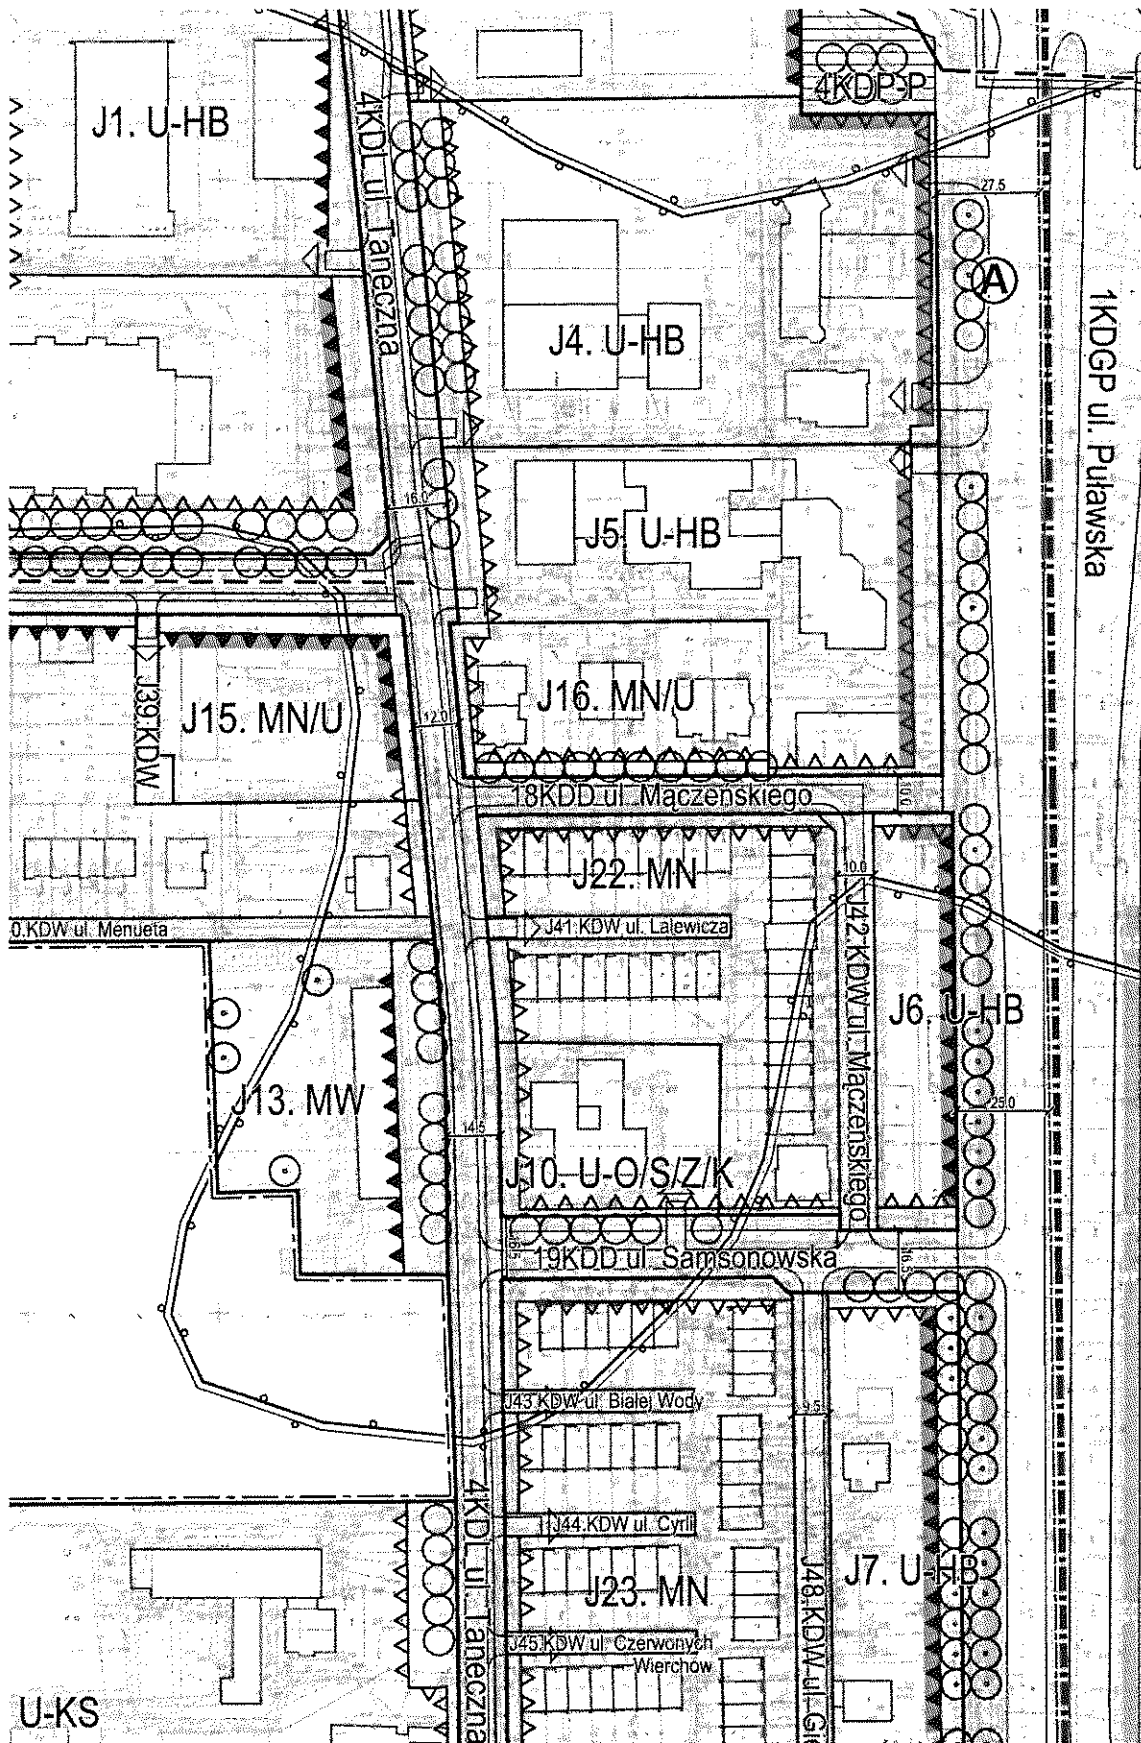 4KDP-P
J1. U-HB
4KDL ul. Taneczna
27.5
A
1KDGP ul. Puławska
J4. U-HB
16.0
J5. U-HB
J39.KDW
J15. MN/U
J16. MN/U
12.0
18KDD ul. Mączeńskiego
10.0
J22. MN
10.0
0.KDW ul. Menueta
J41.KDW ul. Lalewicza
J42.KDW ul. Mączeńskiego
J6. U-HB
J13. MW
25.0
14.5
J10. U-O/S/Z/K
16.5
19KDD ul. Samsonowska
16.5
J43.KDW ul. Białej Wody
9.5
4KDL ul. Taneczna
J44.KDW ul. Cyrli
J23. MN
J48.KDW ul. Gi
J7. U-HB
J45.KDW ul. Czerwonych
Wierchów
U-KS